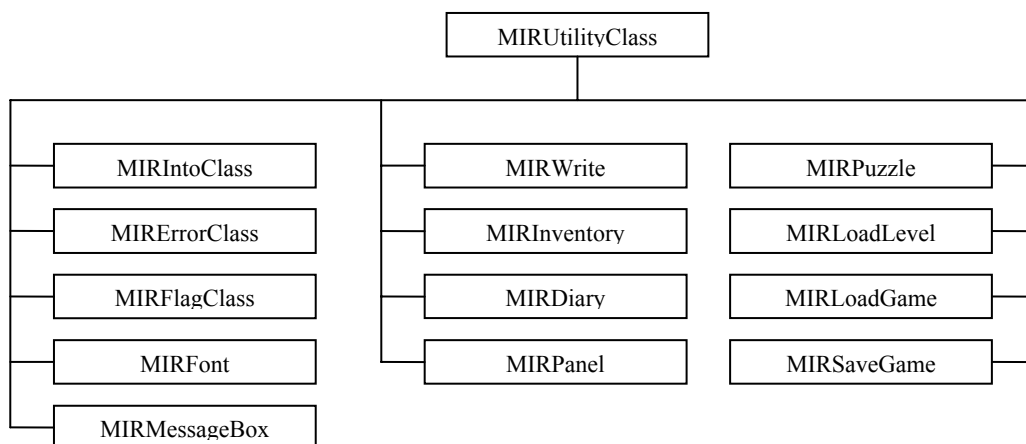 MIRUtilityClass
MIRIntoClass
MIRErrorClass
MIRFlagClass
MIRFont
MIRMessageBox
MIRWrite
MIRInventory
MIRDiary
MIRPanel
MIRPuzzle
MIRLoadLevel
MIRLoadGame
MIRSaveGame